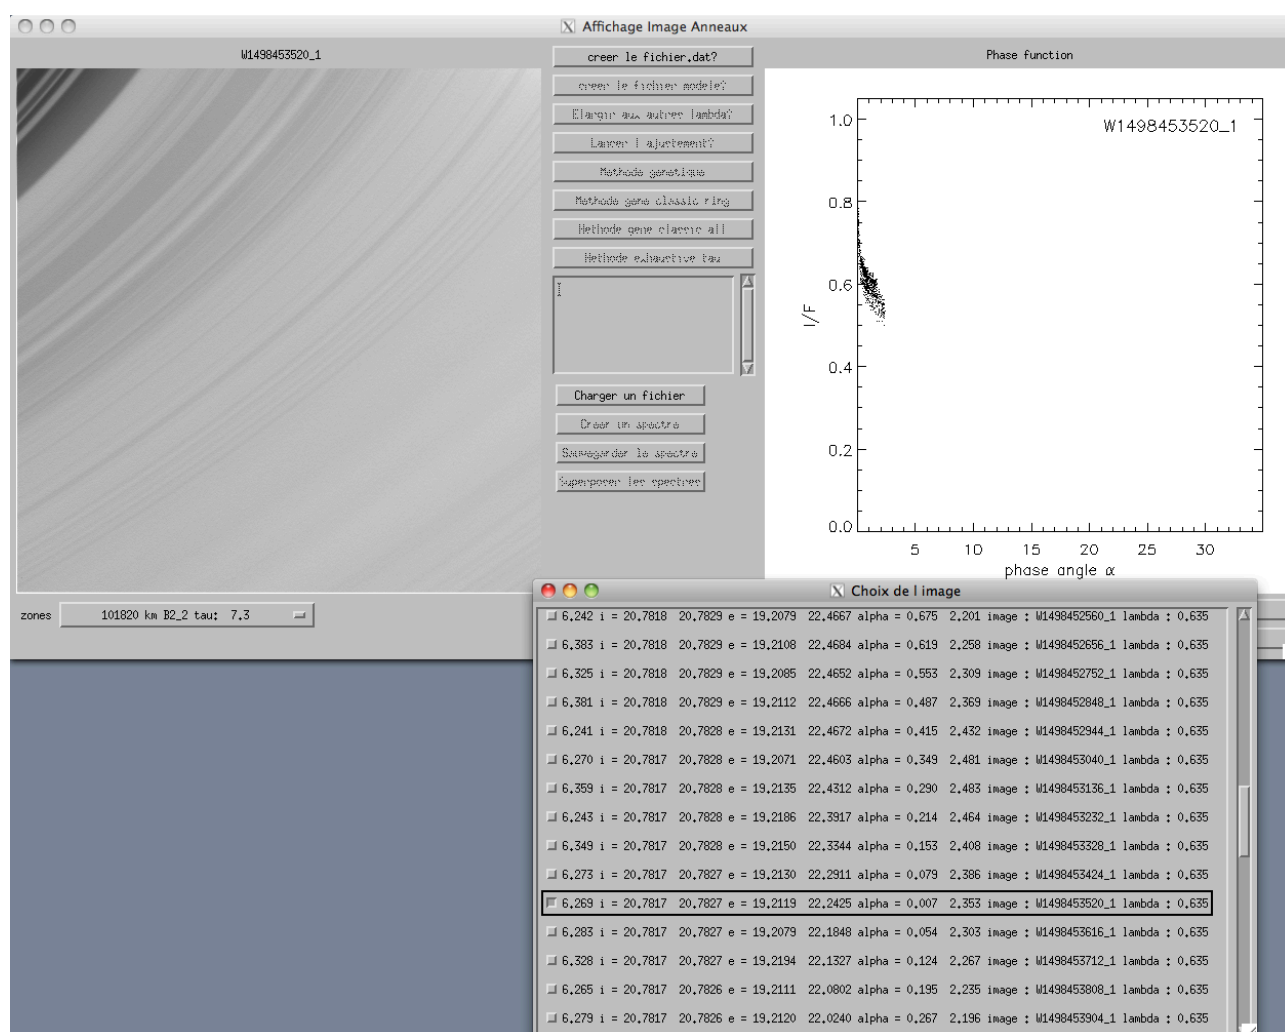 Affichage Image Anneaux
W1498453520_1
creer le fichier.dat?
creer le fichier modele?
Elargir aux autres lambda?
Lancer l ajustement?
Methode genetique
Methode gene classic ring
Methode gene classic all
Methode exhaustive tau
Charger un fichier
Creer un spectre
Sauvegarder le spectre
Superposer les spectres
Phase function
W1498453520_1
1.0
0.8
0.6
0.4
0.2
0.0
I/F
5 10 15 20 25 30
phase angle α
zones 101820 km B2_2 tau: 7.3
Choix de l image
6.242 i = 20.7818 20.7829 e = 19.2079 22.4667 alpha = 0.675 2.201 image : W1498452560_1 lambda : 0.635
6.383 i = 20.7818 20.7829 e = 19.2108 22.4684 alpha = 0.619 2.258 image : W1498452656_1 lambda : 0.635
6.325 i = 20.7818 20.7829 e = 19.2085 22.4652 alpha = 0.553 2.309 image : W1498452752_1 lambda : 0.635
6.381 i = 20.7818 20.7829 e = 19.2112 22.4666 alpha = 0.487 2.369 image : W1498452848_1 lambda : 0.635
6.241 i = 20.7818 20.7828 e = 19.2131 22.4672 alpha = 0.415 2.432 image : W1498452944_1 lambda : 0.635
6.270 i = 20.7817 20.7828 e = 19.2071 22.4603 alpha = 0.349 2.481 image : W1498453040_1 lambda : 0.635
6.359 i = 20.7817 20.7828 e = 19.2135 22.4312 alpha = 0.290 2.483 image : W1498453136_1 lambda : 0.635
6.243 i = 20.7817 20.7828 e = 19.2186 22.3917 alpha = 0.214 2.464 image : W1498453232_1 lambda : 0.635
6.349 i = 20.7817 20.7828 e = 19.2150 22.3344 alpha = 0.153 2.408 image : W1498453328_1 lambda : 0.635
6.273 i = 20.7817 20.7827 e = 19.2130 22.2911 alpha = 0.079 2.386 image : W1498453424_1 lambda : 0.635
6.269 i = 20.7817 20.7827 e = 19.2119 22.2425 alpha = 0.007 2.353 image : W1498453520_1 lambda : 0.635
6.283 i = 20.7817 20.7827 e = 19.2079 22.1848 alpha = 0.054 2.303 image : W1498453616_1 lambda : 0.635
6.328 i = 20.7817 20.7827 e = 19.2194 22.1327 alpha = 0.124 2.267 image : W1498453712_1 lambda : 0.635
6.265 i = 20.7817 20.7826 e = 19.2111 22.0802 alpha = 0.195 2.235 image : W1498453808_1 lambda : 0.635
6.279 i = 20.7817 20.7826 e = 19.2120 22.0240 alpha = 0.267 2.196 image : W1498453904_1 lambda : 0.635